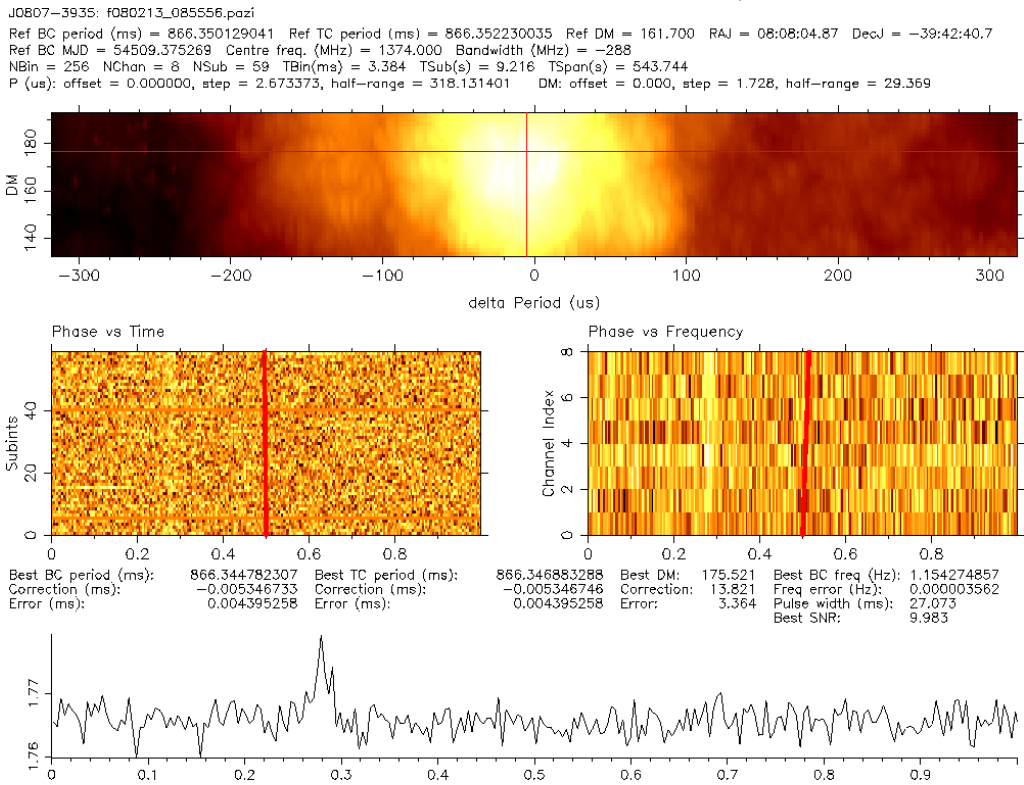 J0807-3935: f080213_085556.pazi
Ref BC period (ms) = 866.350129041 Ref TC period (ms) = 866.352230035 Ref DM = 161.700 RAJ = 08:08:04.87 DecJ = -39:42:40.7
Ref BC MJD = 54509.375269 Centre freq. (MHz) = 1374.000 Bandwidth (MHz) = -288
NBin = 256 NChan = 8 NSub = 59 TBin(ms) = 3.384 TSub(s) = 9.216 TSpan(s) = 543.744
P (us): offset = 0.000000, step = 2.673373, half-range = 318.131401 DM: offset = 0.000, step = 1.728, half-range = 29.369
DM
180
160
140
-300 -200 -100 0 100 200 300
delta Period (us)
Phase vs Time
Subints
40
20
0
0 0.2 0.4 0.6 0.8
Phase vs Frequency
Channel Index
8
6
4
2
0
0 0.2 0.4 0.6 0.8
Best BC period (ms): 866.344782307 Best TC period (ms): 866.346883288 Best DM: 175.521 Best BC freq (Hz): 1.154274857
Correction (ms): -0.005346733 Correction (ms): -0.005346746 Correction: 13.821 Freq error (Hz): 0.000003562
Error (ms): 0.004395258 Error (ms): 0.004395258 Error: 3.364 Pulse width (ms): 27.073
Best SNR: 9.983
1.77
1.76
0 0.1 0.2 0.3 0.4 0.5 0.6 0.7 0.8 0.9